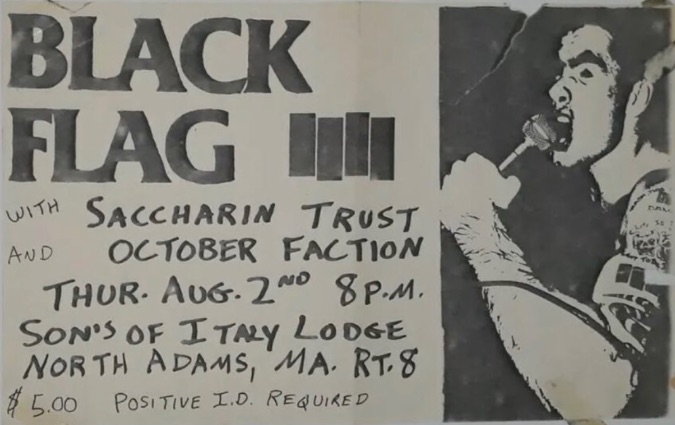 BLACK
FLAG
WITH SACCHARIN TRUST
AND OCTOBER FACTION
THUR. AUG. 2ND 8 P.M.
SON'S OF ITALY LODGE
NORTH ADAMS, MA. RT. 8
$5.00 POSITIVE I.D. REQUIRED